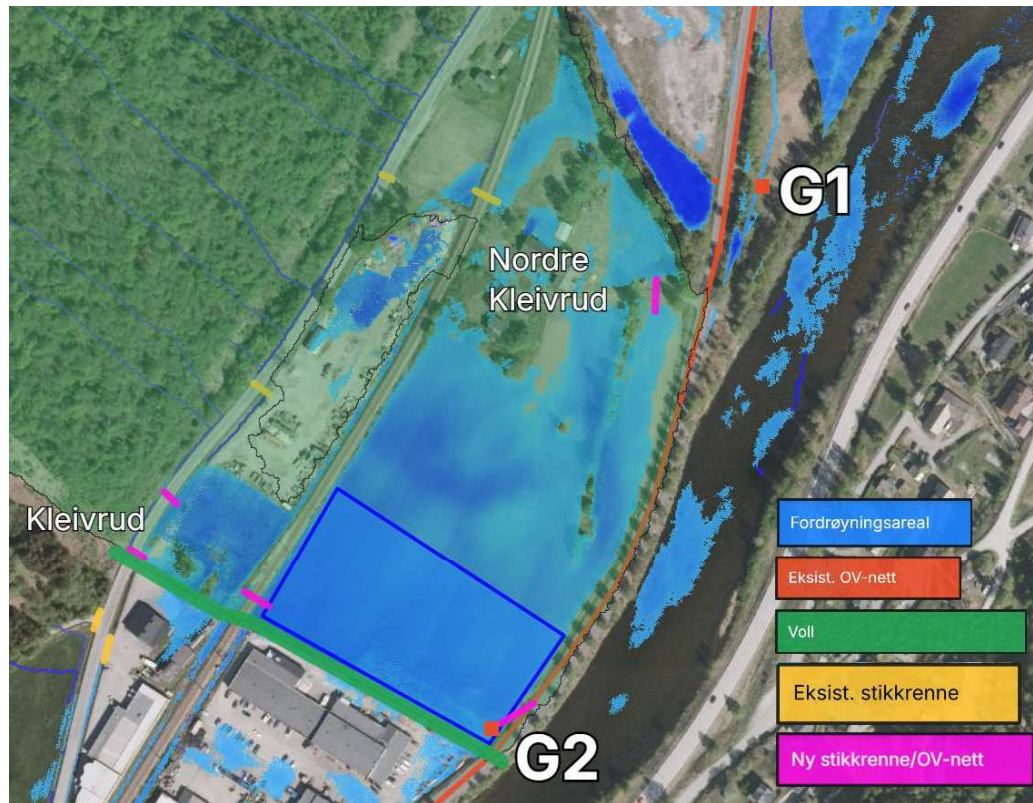 G1
Nordre
Kleivrud
Kleivrud
G2
Fordrøyningsareal
Eksist. OV-nett
Voll
Eksist. stikkrenne
Ny stikkrenne/OV-nett